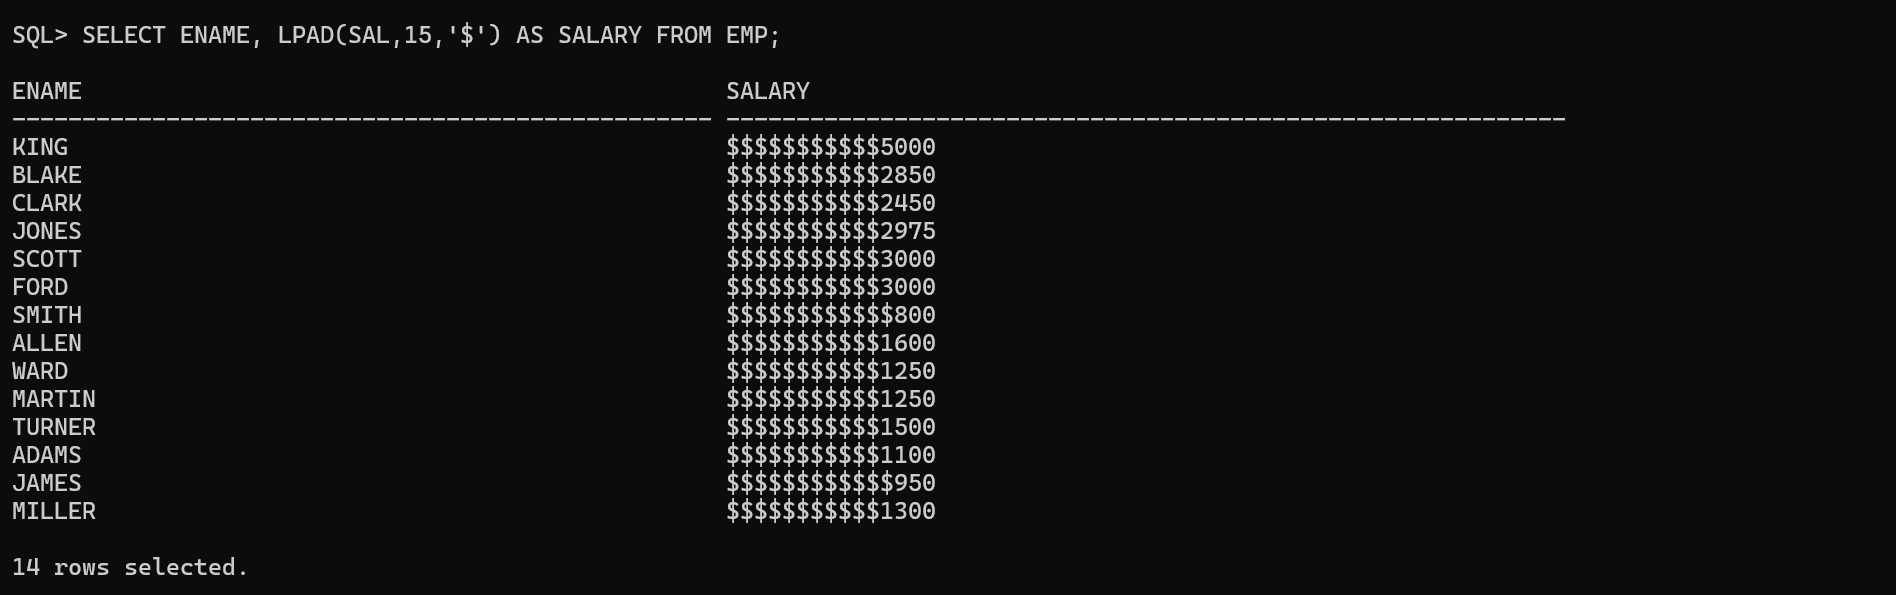 SQL> SELECT ENAME, LPAD(SAL,15,'$') AS SALARY FROM EMP;
ENAME                                              SALARY
-------------------------------------------------- ------------------------------------------------------------
KING                                               $$$$$$$$$$$5000
BLAKE                                              $$$$$$$$$$$2850
CLARK                                              $$$$$$$$$$$2450
JONES                                              $$$$$$$$$$$2975
SCOTT                                              $$$$$$$$$$$3000
FORD                                               $$$$$$$$$$$3000
SMITH                                              $$$$$$$$$$$$800
ALLEN                                              $$$$$$$$$$$1600
WARD                                               $$$$$$$$$$$1250
MARTIN                                             $$$$$$$$$$$1250
TURNER                                             $$$$$$$$$$$1500
ADAMS                                              $$$$$$$$$$$1100
JAMES                                              $$$$$$$$$$$$950
MILLER                                             $$$$$$$$$$$1300
14 rows selected.